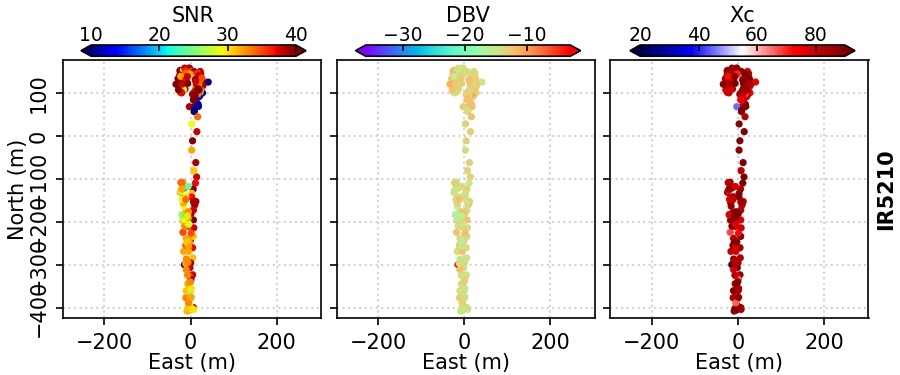 SNR
10 20 30 40
DBV
−30 −20 −10
Xc
20 40 60 80
North (m)
100
0
−100
−200
−300
−400
−200 0 200
East (m)
−200 0 200
East (m)
−200 0 200
East (m)
IR5210